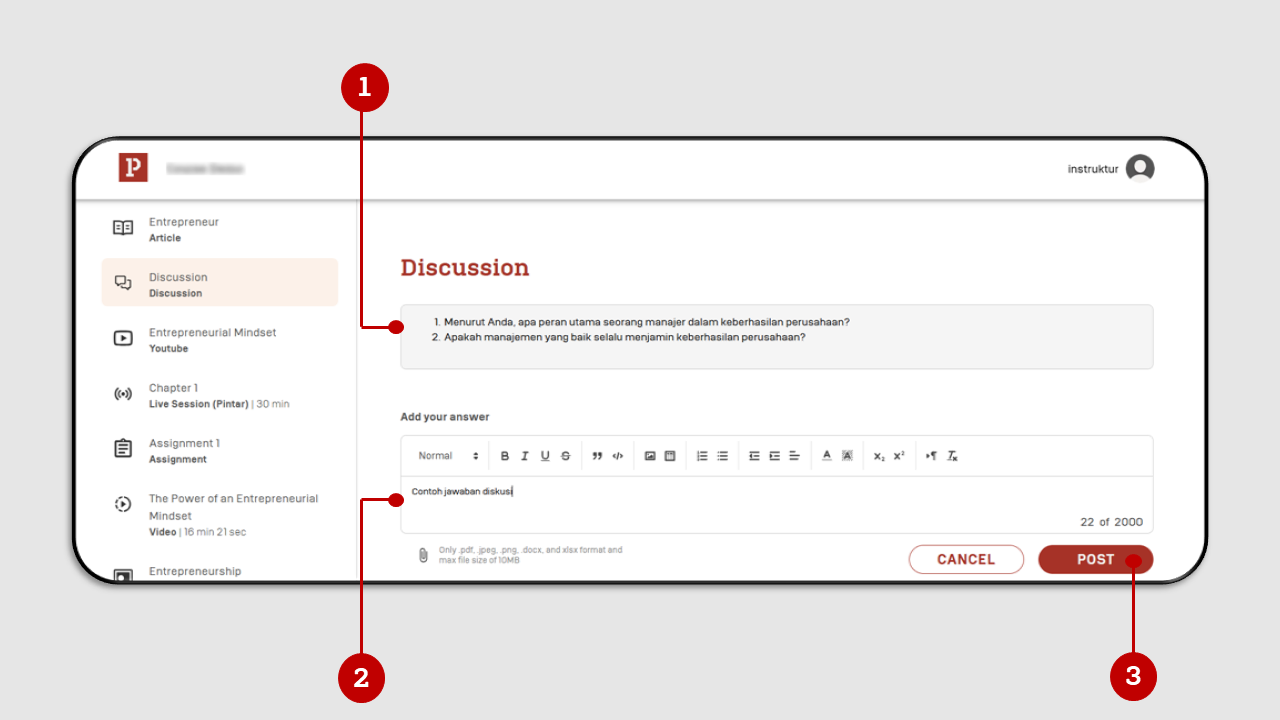 1
P
instruktur
Entrepreneur
Article
Discussion
Discussion
Entrepreneurial Mindset
Youtube
Chapter 1
Live Session (Pintar) | 30 min
Assignment 1
Assignment
The Power of an Entrepreneurial
Mindset
Video | 16 min 21 sec
Entrepreneurship
Discussion
1. Menurut Anda, apa peran utama seorang manajer dalam keberhasilan perusahaan?
2. Apakah manajemen yang baik selalu menjamin keberhasilan perusahaan?
Add your answer
Normal
Contoh jawaban diskusi
22 of 2000
Only .pdf, .jpeg, .png, .docx, and xlsx format and
max file size of 10MB
CANCEL
POST
2
3